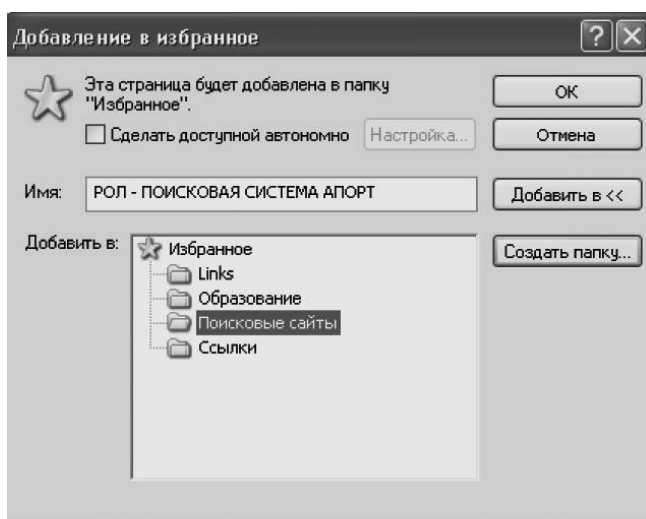 Добавление в избранное
Эта страница будет добавлена в папку
"Избранное".
OK
Сделать доступной автономно
Настройка...
Отмена
Имя:
РОЛ - ПОИСКОВАЯ СИСТЕМА АПОРТ
Добавить в <<
Добавить в:
Избранное
Создать папку...
Links
Образование
Поисковые сайты
Ссылки